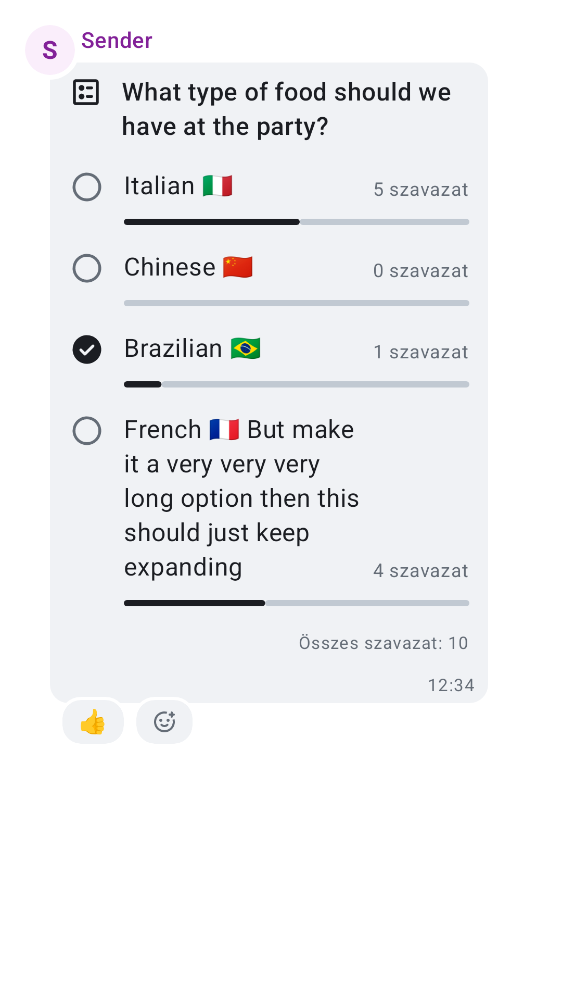 S
Sender
What type of food should we
have at the party?
Italian 🇮🇹 5 szavazat
Chinese 🇨🇳 0 szavazat
Brazilian 🇧🇷 1 szavazat
French 🇫🇷 But make
it a very very very
long option then this
should just keep
expanding 4 szavazat
Összes szavazat: 10
12:34
👍